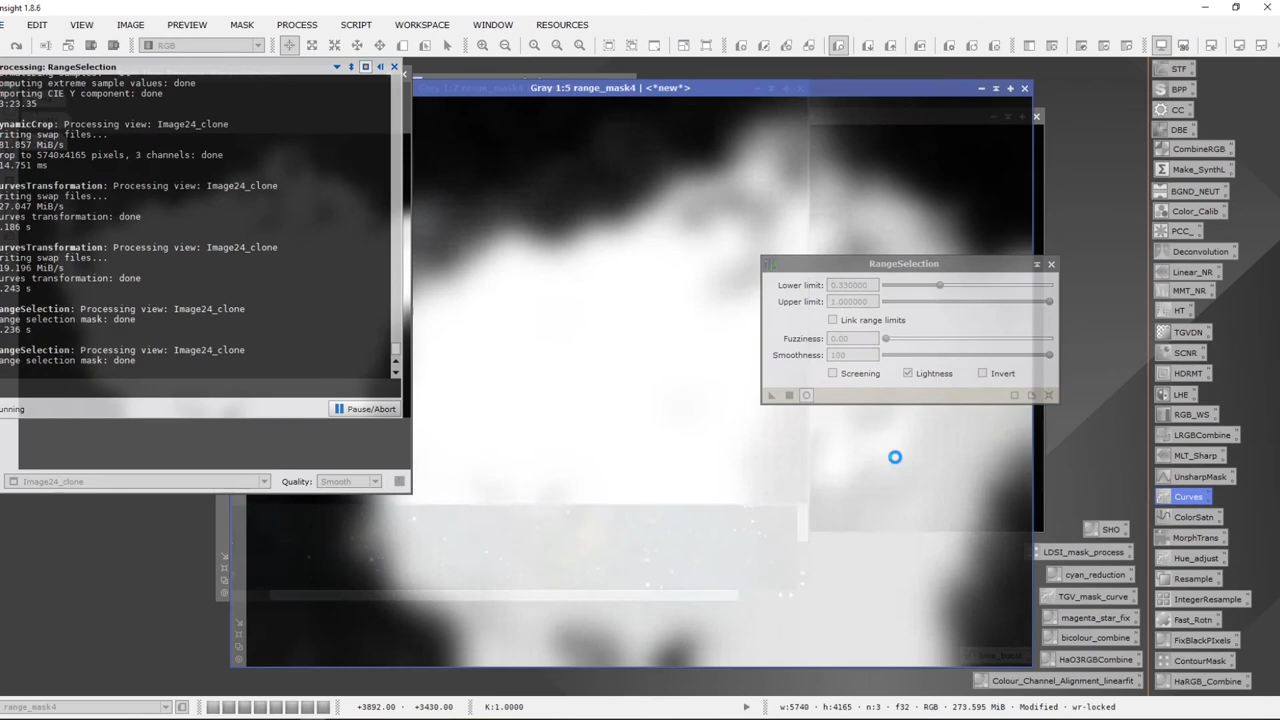 nsight 1.8.6
E EDIT VIEW IMAGE PREVIEW MASK PROCESS SCRIPT WORKSPACE WINDOW RESOURCES
RGB
rocessing: RangeSelection
omputing extreme sample values: done
mporting CIE Y component: done
3:23.35
ynamicCrop: Processing view: Image24_clone
riting swap files...
81.857 MiB/s
rop to 5740x4165 pixels, 3 channels: done
14.751 ms
urvesTransformation: Processing view: Image24_clone
riting swap files...
27.047 MiB/s
urves transformation: done
.186 s
urvesTransformation: Processing view: Image24_clone
riting swap files...
19.196 MiB/s
urves transformation: done
.243 s
angeSelection: Processing view: Image24_clone
ange selection mask: done
.236 s
angeSelection: Processing view: Image24_clone
ange selection mask: done
unning
Pause/Abort
Image24_clone
Quality: Smooth
Gray 1:5 range_mask4 | <*new*>
RangeSelection
Lower limit: 0.330000
Upper limit: 1.000000
Link range limits
Fuzziness: 0.00
Smoothness: 100
Screening Lightness Invert
STF
BPP
CC
DBE
CombineRGB
Make_SynthL
BGND_NEUT
Color_Calib
PCC_
Deconvolution
Linear_NR
MMT_NR
HT
TGVDN
SCNR
HDRMT
LHE
RGB_WS
LRGBCombine
MLT_Sharp
UnsharpMask
Curves
ColorSatn
MorphTrans
Hue_adjust
Resample
IntegerResample
Fast_Rotn
FixBlackPIxels
ContourMask
HaRGB_Combine
SHO
LDSI_mask_process
cyan_reduction
TGV_mask_curve
magenta_star_fix
bicolour_combine
HaO3RGBCombine
Colour_Channel_Alignment_linearfit
range_mask4
+3892.00 +3430.00 K:1.0000
w:5740 · h:4165 · n:3 · f32 · RGB · 273.595 MiB · Modified · wr-locked